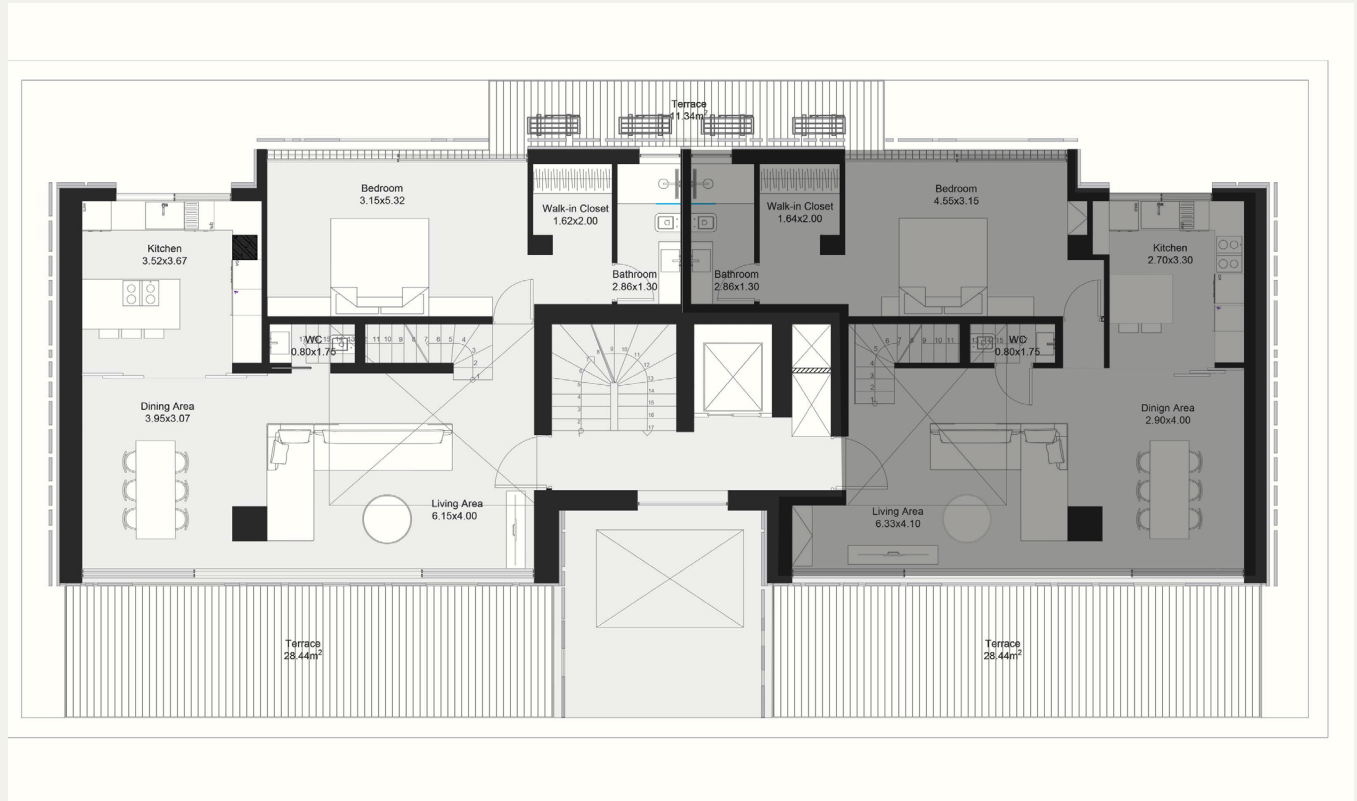 Terrace
11.34m²
Bedroom
3.15x5.32
Walk-in Closet
1.62x2.00
Bathroom
2.86x1.30
Bathroom
2.86x1.30
Walk-in Closet
1.64x2.00
Bedroom
4.55x3.15
Kitchen
3.52x3.67
Kitchen
2.70x3.30
WC
0.80x1.75
WC
0.80x1.75
Dining Area
3.95x3.07
Dinign Area
2.90x4.00
Living Area
6.15x4.00
Living Area
6.33x4.10
Terrace
28.44m²
Terrace
28.44m²